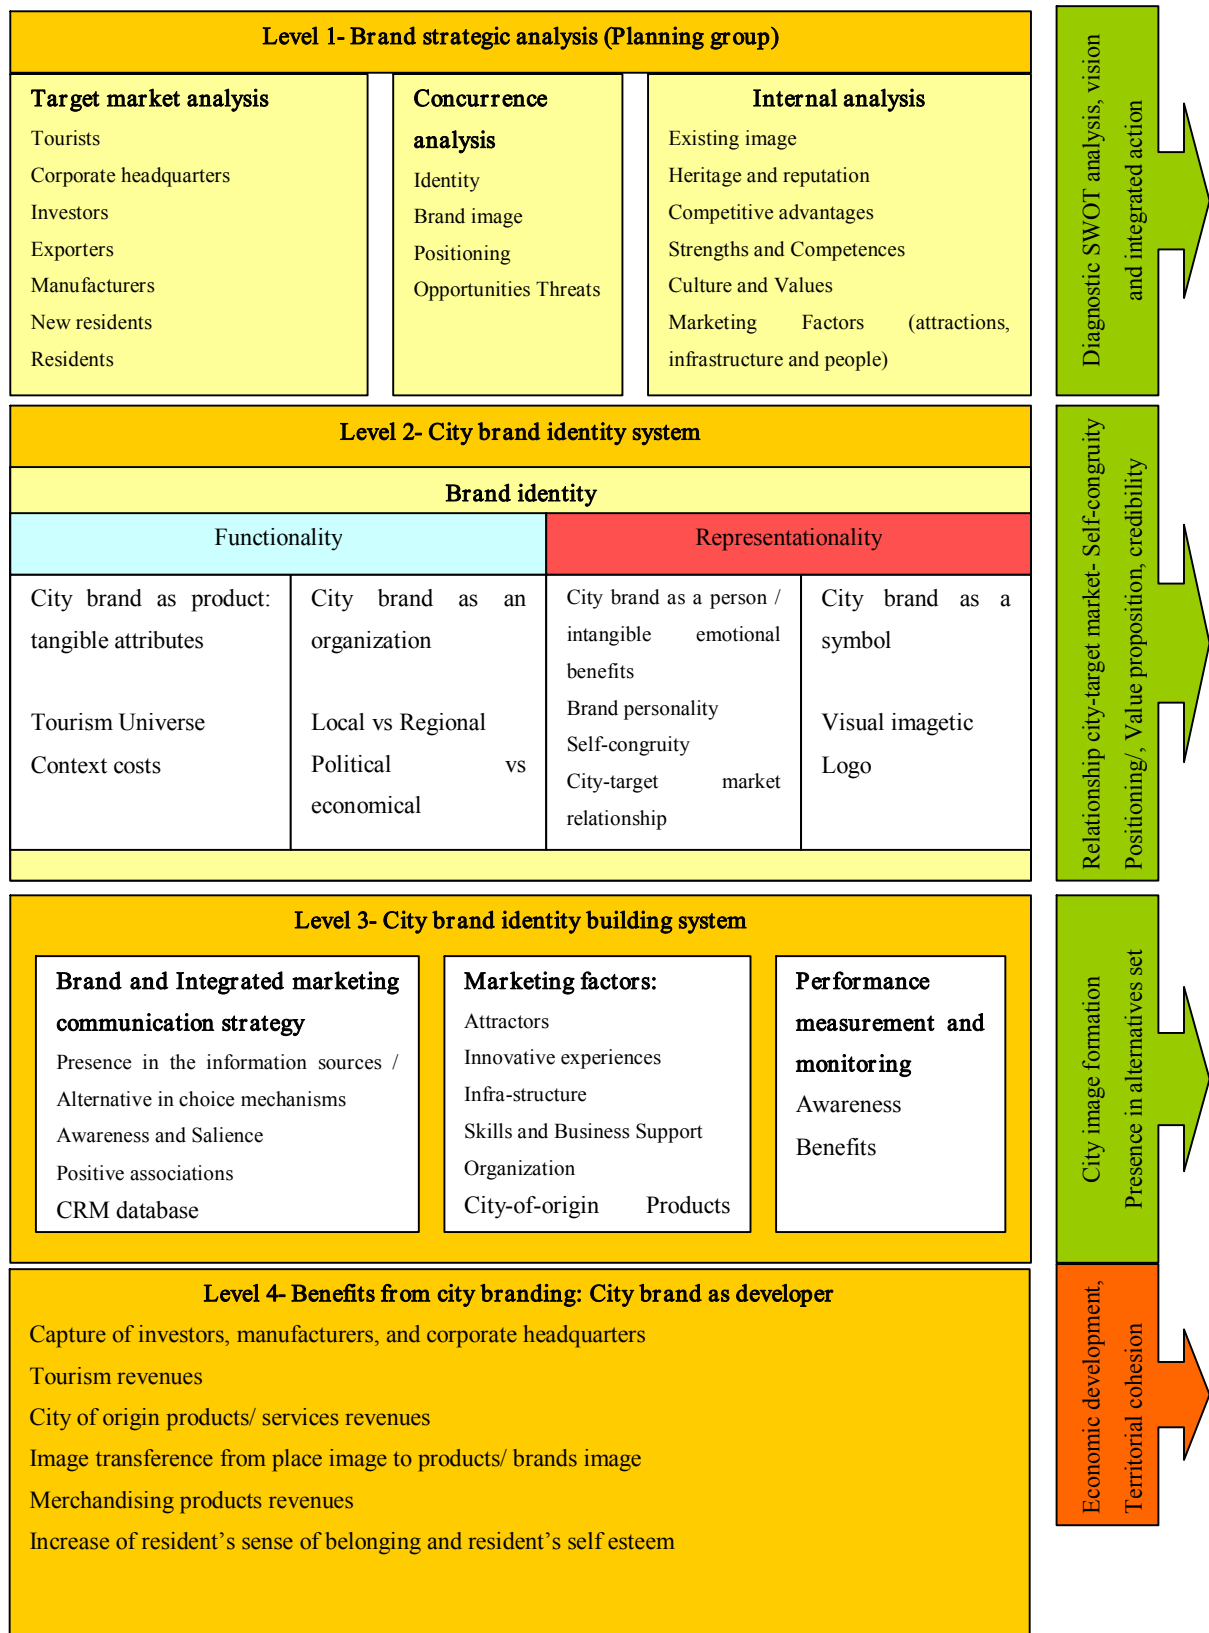 Level 1- Brand strategic analysis (Planning group)
Target market analysis
Tourists
Corporate headquarters
Investors
Exporters
Manufacturers
New residents
Residents
Concurrence
analysis
Identity
Brand image
Positioning
Opportunities Threats
Internal analysis
Existing image
Heritage and reputation
Competitive advantages
Strengths and Competences
Culture and Values
Marketing Factors (attractions,
infrastructure and people)
Diagnostic SWOT analysis, vision
and integrated action
Level 2- City brand identity system
Brand identity
Functionality
Representationality
City brand as product:
tangible attributes
Tourism Universe
Context costs
City brand as an
organization
Local vs Regional
Political vs
economical
City brand as a person /
intangible emotional
benefits
Brand personality
Self-congruity
City-target market
relationship
City brand as a
symbol
Visual imagetic
Logo
Relationship city-target market- Self-congruity
Positioning/, Value proposition, credibility
Level 3- City brand identity building system
Brand and Integrated marketing
communication strategy
Presence in the information sources /
Alternative in choice mechanisms
Awareness and Salience
Positive associations
CRM database
Marketing factors:
Attractors
Innovative experiences
Infra-structure
Skills and Business Support
Organization
City-of-origin Products
Performance
measurement and
monitoring
Awareness
Benefits
City image formation
Presence in alternatives set
Level 4- Benefits from city branding: City brand as developer
Capture of investors, manufacturers, and corporate headquarters
Tourism revenues
City of origin products/ services revenues
Image transference from place image to products/ brands image
Merchandising products revenues
Increase of resident’s sense of belonging and resident’s self esteem
Economic development,
Territorial cohesion